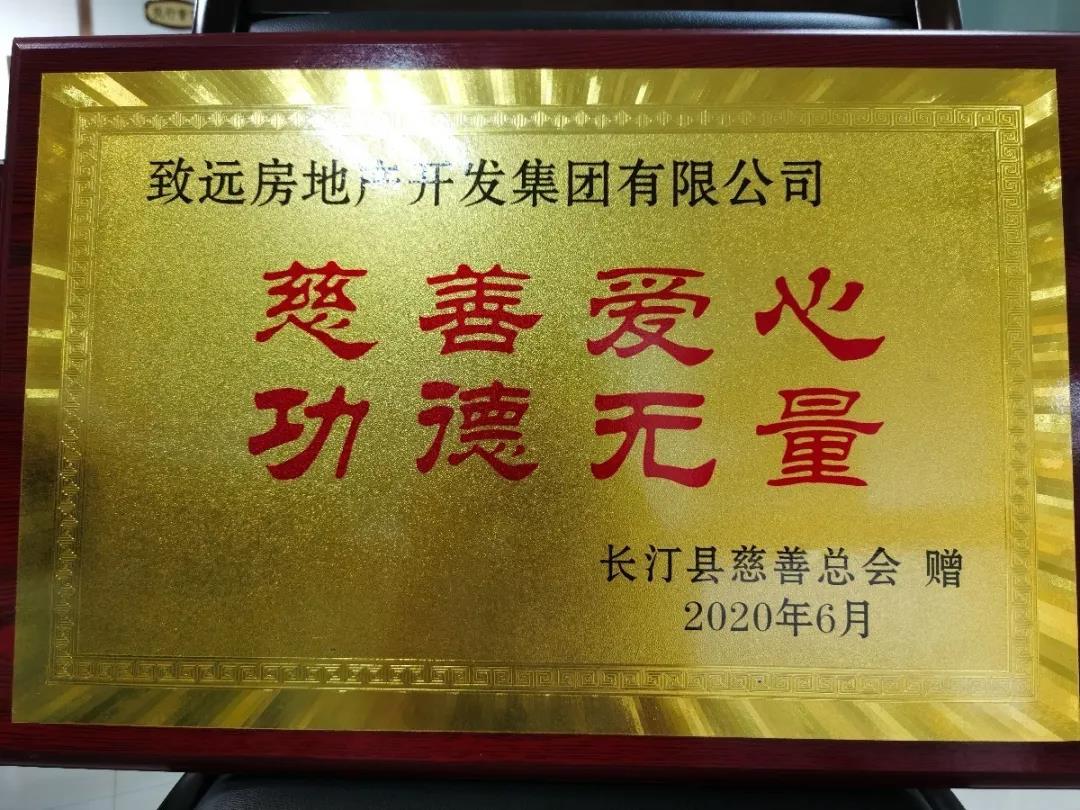 致远房地产开发集团有限公司
慈善爱心
功德无量
长汀县慈善总会 赠
2020年6月